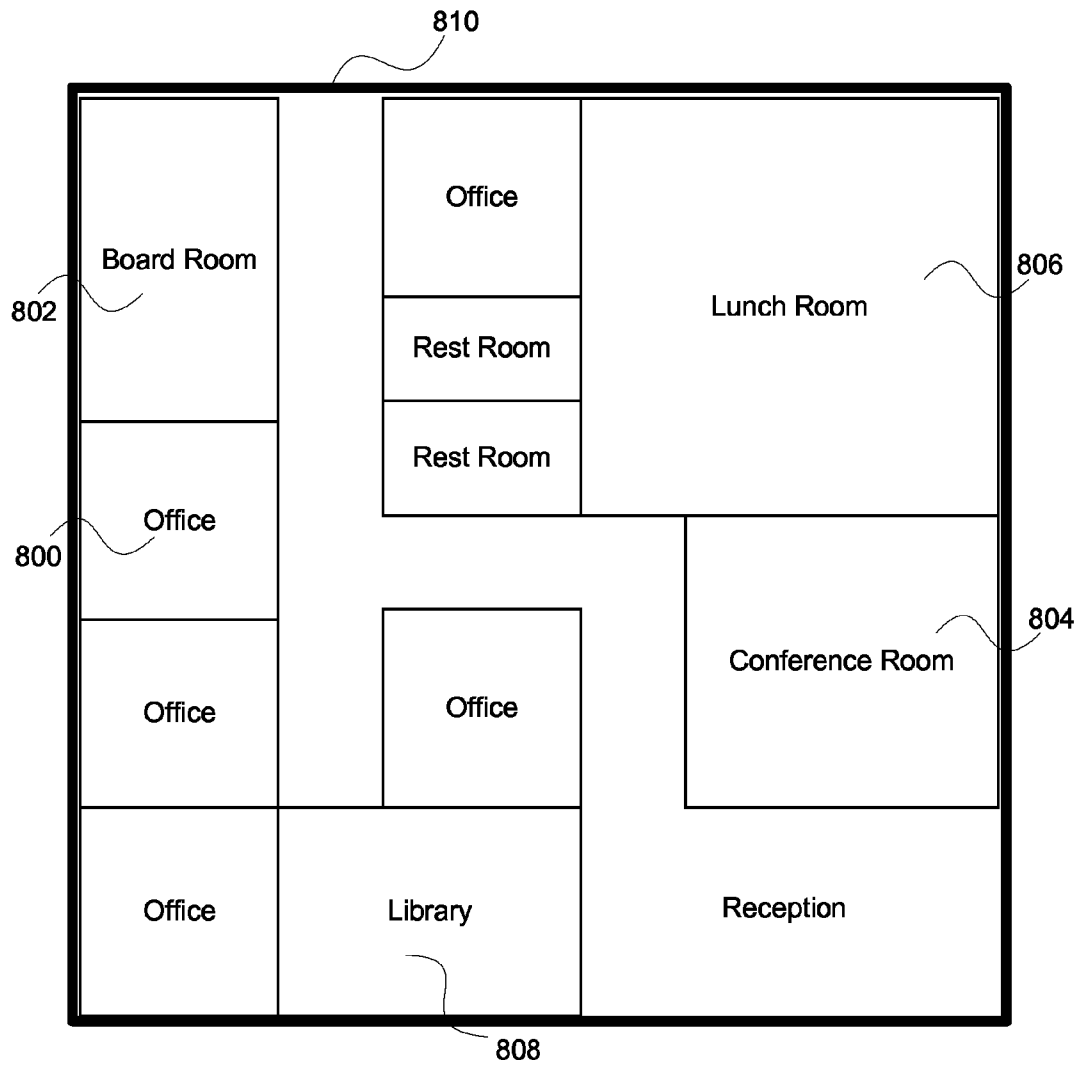 810
Office
Board Room
806
802
Lunch Room
Rest Room
Rest Room
Office
800
804
Conference Room
Office
Office
Office
Library
Reception
808